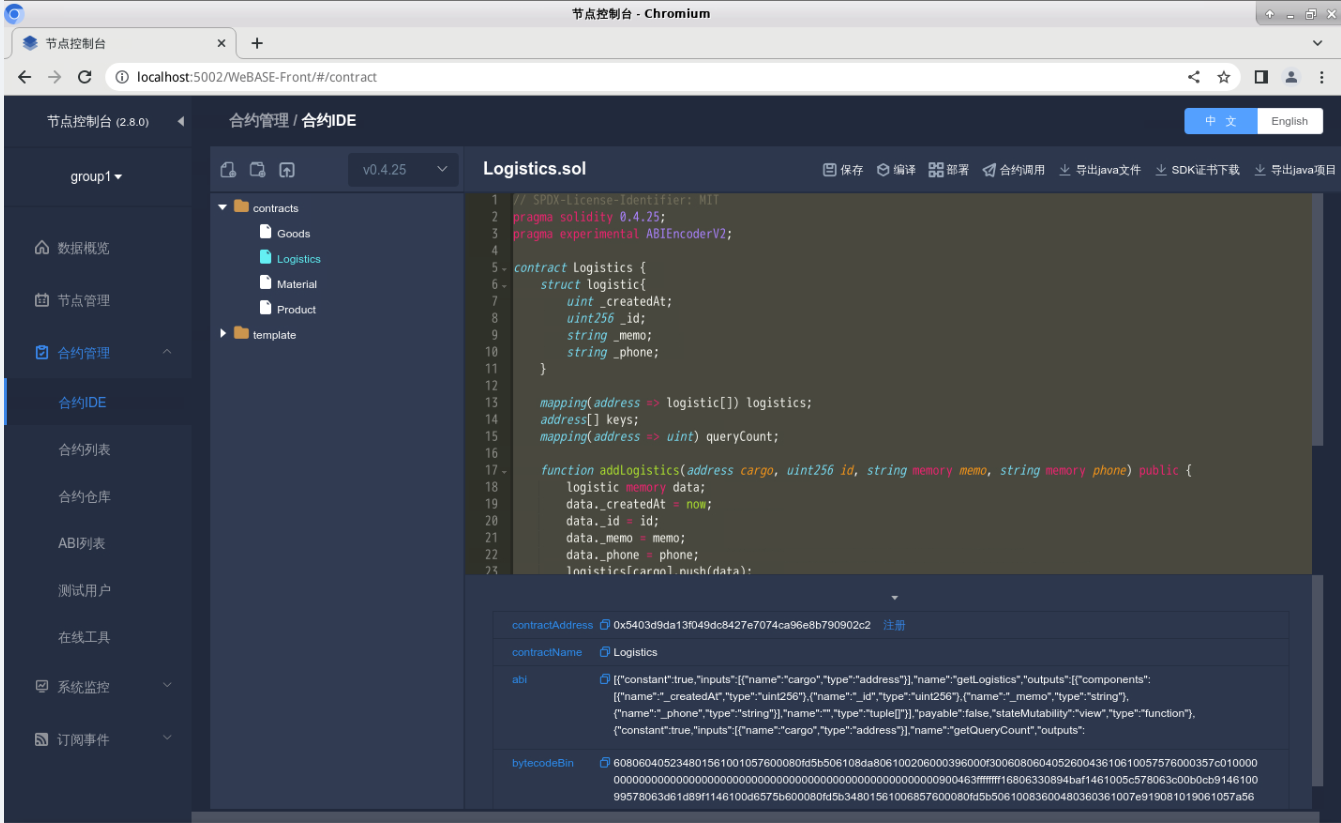 节点控制台 - Chromium
节点控制台
localhost:5002/WeBASE-Front/#/contract
节点控制台 (2.8.0)
合约管理 / 合约IDE
中 文
English
group1
v0.4.25
Logistics.sol
保存
编译
部署
合约调用
导出java文件
SDK证书下载
导出java项目
数据概览
节点管理
合约管理
合约IDE
合约列表
合约仓库
ABI列表
测试用户
在线工具
系统监控
订阅事件
contracts
Goods
Logistics
Material
Product
template
1 // SPDX-License-Identifier: MIT
2 pragma solidity 0.4.25;
3 pragma experimental ABIEncoderV2;
4
5 contract Logistics {
6 struct logistic{
7 uint _createdAt;
8 uint256 _id;
9 string _memo;
10 string _phone;
11 }
12
13 mapping(address => logistic[]) logistics;
14 address[] keys;
15 mapping(address => uint) queryCount;
16
17 function addLogistics(address cargo, uint256 id, string memory memo, string memory phone) public {
18 logistic memory data;
19 data._createdAt = now;
20 data._id = id;
21 data._memo = memo;
22 data._phone = phone;
23 logistics[cargo].push(data);
contractAddress 0x5403d9da13f049dc8427e7074ca96e8b790902c2 注册
contractName Logistics
abi [{"constant":true,"inputs":[{"name":"cargo","type":"address"}],"name":"getLogistics","outputs":[{"components":
[{"name":"_createdAt","type":"uint256"},{"name":"_id","type":"uint256"},{"name":"_memo","type":"string"},
{"name":"_phone","type":"string"}],"name":"","type":"tuple[]"}],"payable":false,"stateMutability":"view","type":"function"},
{"constant":true,"inputs":[{"name":"cargo","type":"address"}],"name":"getQueryCount","outputs":
bytecodeBin
99578063d61d89f1146100d6575b600080fd5b34801561006857600080fd5b50610083600480360361007e919081019061057a56